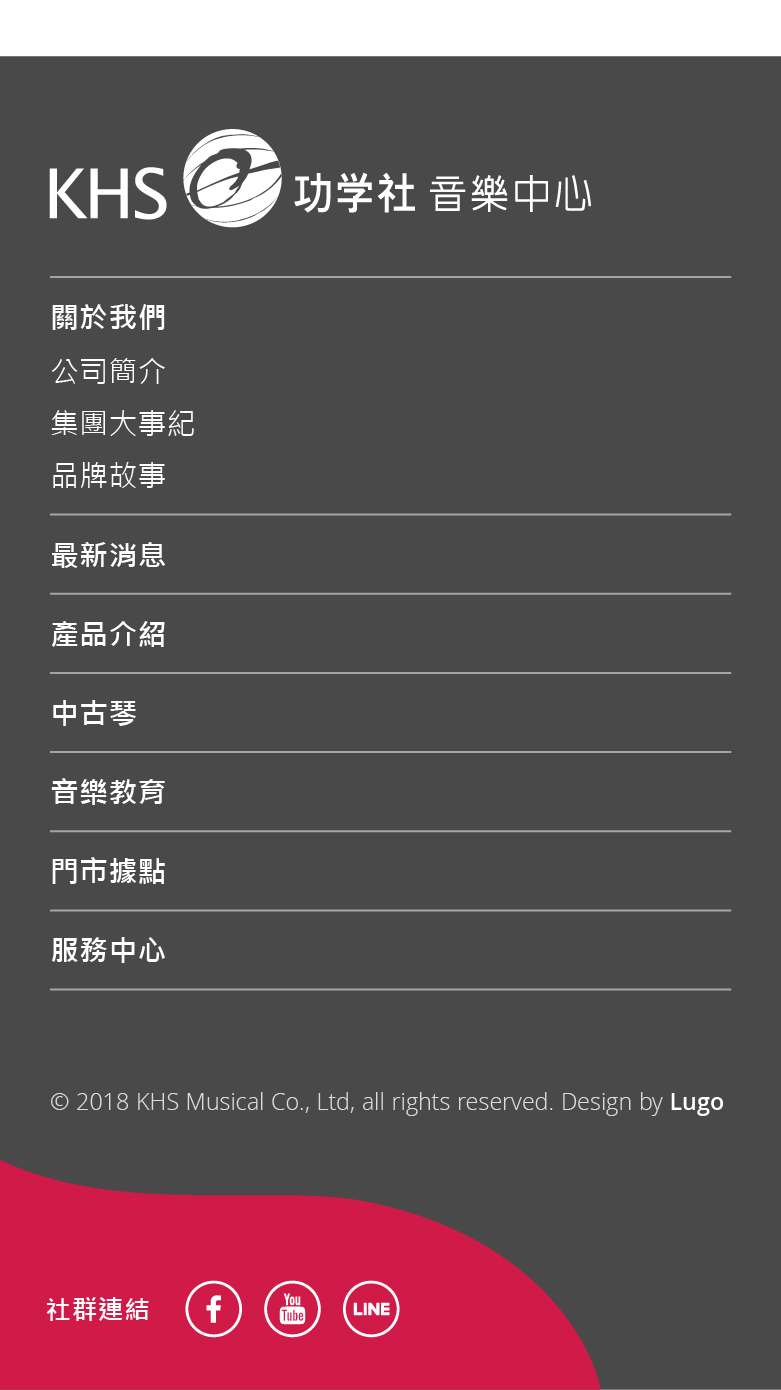 KHS 功学社 音樂中心
關於我們
公司簡介
集團大事紀
品牌故事
最新消息
產品介紹
中古琴
音樂教育
門市據點
服務中心
© 2018 KHS Musical Co., Ltd, all rights reserved. Design by Lugo
社群連結 f You Tube LINE